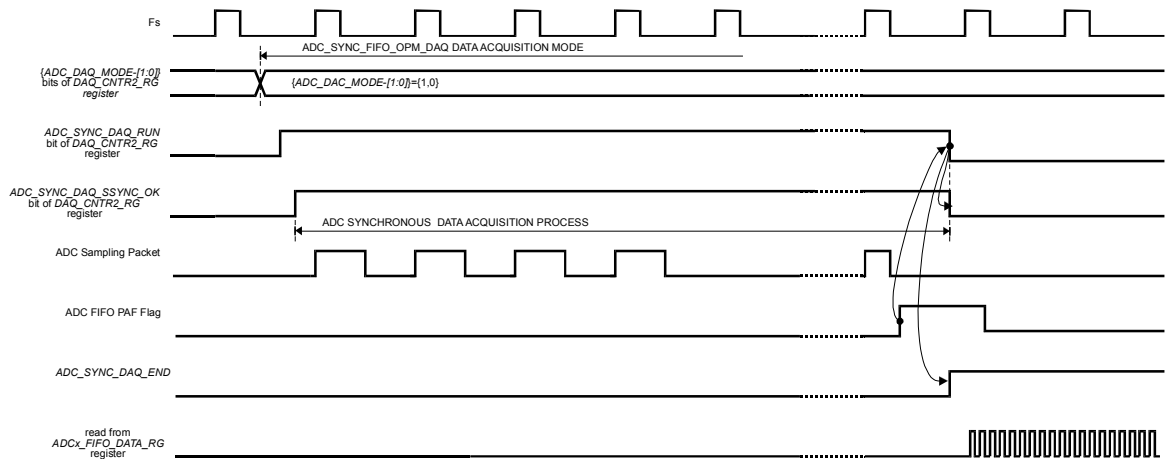 Fs
ADC_SYNC_FIFO_OPM_DAQ DATA ACQUISITION MODE
{ADC_DAQ_MODE-[1:0]}
bits of DAQ_CNTR2_RG
register
{ADC_DAC_MODE-[1:0]}={1,0}
ADC_SYNC_DAQ_RUN
bit of DAQ_CNTR2_RG
register
ADC_SYNC_DAQ_SSYNC_OK
bit of DAQ_CNTR2_RG
register
ADC SYNCHRONOUS DATA ACQUISITION PROCESS
ADC Sampling Packet
ADC FIFO PAF Flag
ADC_SYNC_DAQ_END
read from
ADCx_FIFO_DATA_RG
register